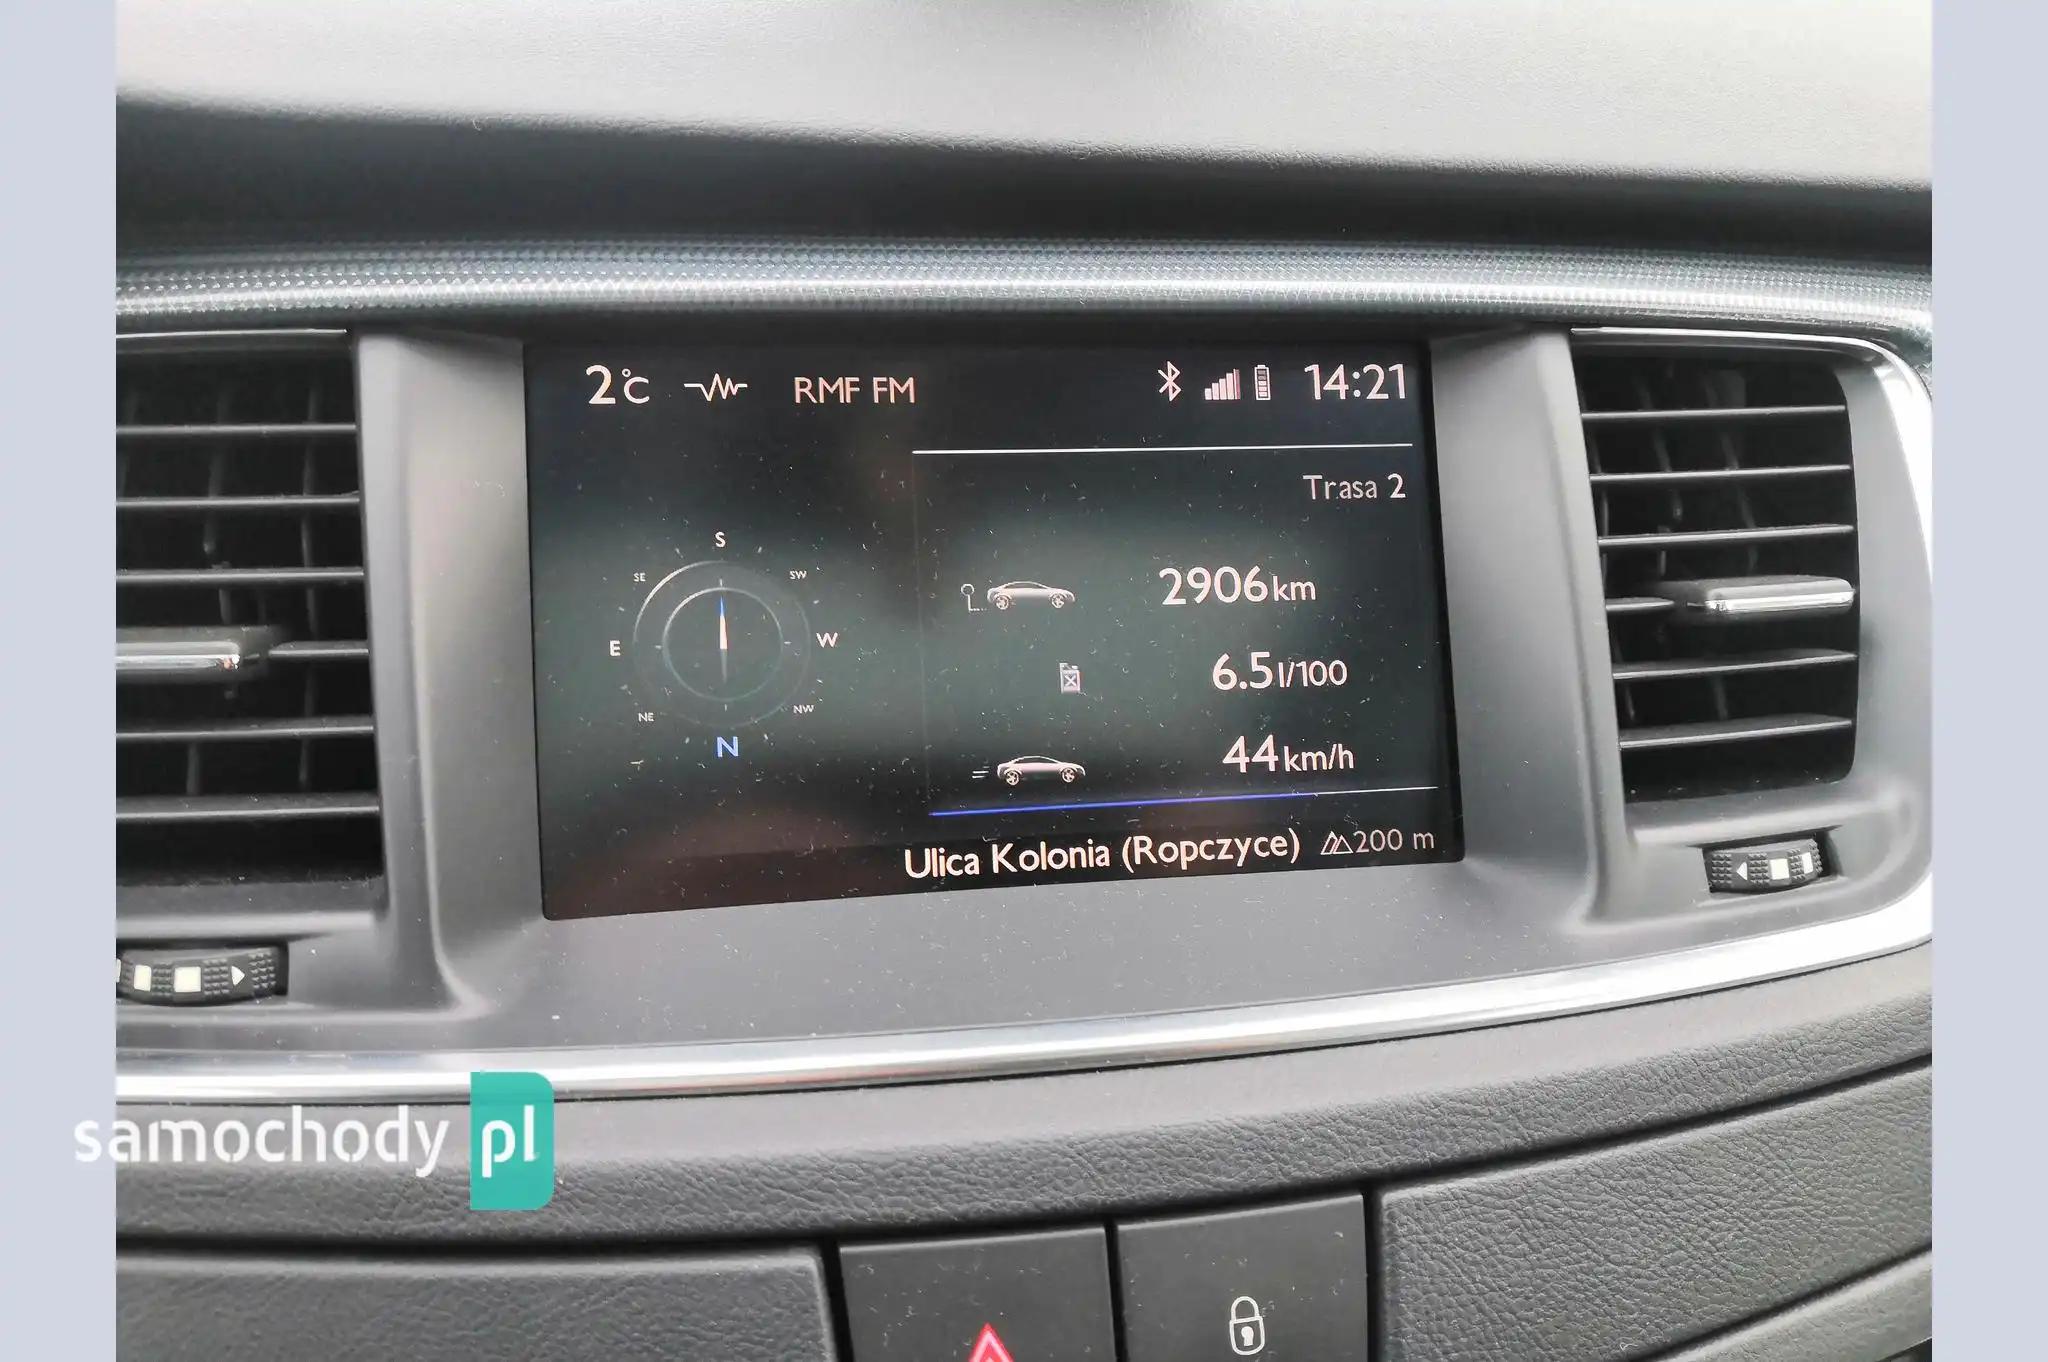 2°C RMF FM 14:21
Trasa 2
S
SE SW
2906km
E W
6.5l/100
NE NW
N
44km/h
Ulica Kolonia (Ropczyce) 200 m
samochody pl